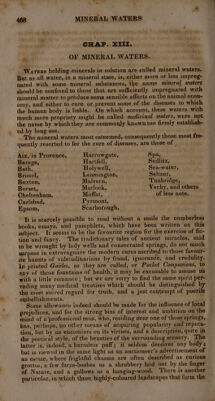 468 MINERAL WATERS
CHAP. XIII.
OF MINERAL WATERS.
WATERS holding minerals in solution are called mineral waters.
But as all water, in a mineral state, is, either more or less impreg-
nated with some mineral substances, the name mineral waters
should be confined to those that are sufficiently impregnated with
mineral matter to produce some sensible effects on the animal econ-
omy, and either to cure or prevent some of the diseases to which
the human body is liable. On which account, these waters with
much more propriety might be called medicinal waters, were not
the name by which they are commonly known too firmly establish-
ed by long use.
The mineral waters most esteemed, consequently those most fre-
quently resorted to for the cure of diseases, are those of
Aix, in Provence, Harrowgate, Spa,
Barege, Hartfell, Sedlitz,
Bath, Holywell, Sea-water,
Bristol, Leamington, Seltzer,
Buxton, Malvern, Tunbridge,
Borset, Matlock, Vichy, and others
Cheltenham, Moffat, of less note.
Carlsbad, Pyrmont,
Epsom, Scarborough,
It is scarcely possible to read without a smile the numberless
books, essays, and pamphlets, which have been written on this
subject. It seems to be the favourite region for the exercise of fic-
tion and fancy. The traditionary tales of ancient miracles, said
to be wrought by holy wells and consecrated springs, do not much
surpass in extravagance the modern cures ascribed to those favour-
ite haunts of valetudinarians by fraud, ignorance, and credulity.
In printed Guides, as they are called, or Pocket Companions, to
any of those fountains of health, it may be excusable to amuse us
with a little romance; but we are sorry to find the same spirit per-
vading many medical treatises which should be distinguished by
the most sacred regard for truth, and a just contempt of puerile
embellishments.
Some allowance indeed should be made for the influence of local
prejudices, and for the strong bias of interest and ambition on the
mind of a professional man, who, residing near one of those springs,
has, perhaps, no other means of acquiring popularity and reputa-
tion, but by an encomium on its virtues, and a description, quite in
the poetical style, of the beauties of the surrounding scenery. The
latter is, indeed, a lucrative puff; it seldom deceives any body;
but is viewed in the same light as an auctioneer's advertisement of
an estate, where frightful chasms are often described as curious
grottos; a few furze-bushes as a shrubbery laid out by the finger
of Nature, and a gallows as a hanging-wood. There is another
particular, in which these highly-coloured landscapes that form the